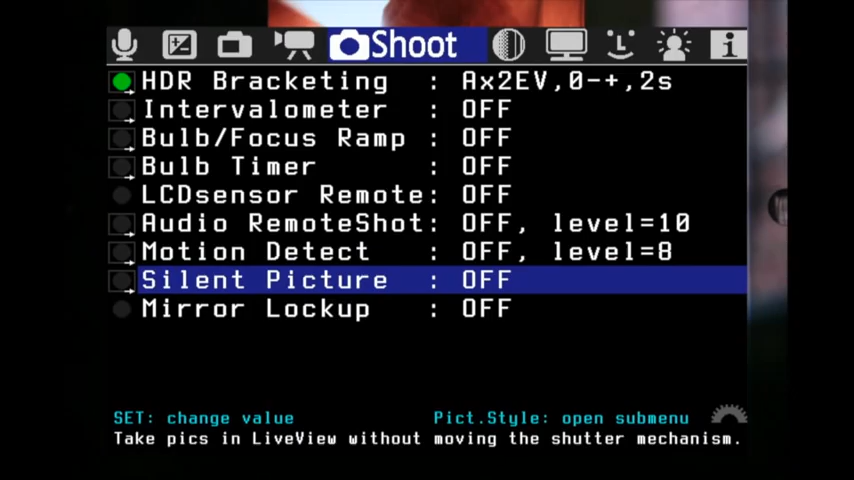 Shoot
HDR Bracketing : Ax2EV,0-+,2s
Intervalometer : OFF
Bulb/Focus Ramp : OFF
Bulb Timer : OFF
LCDsensor Remote: OFF
Audio RemoteShot: OFF, level=10
Motion Detect : OFF, level=8
Silent Picture : OFF
Mirror Lockup : OFF
SET: change value Pict.Style: open submenu
Take pics in LiveView without moving the shutter mechanism.